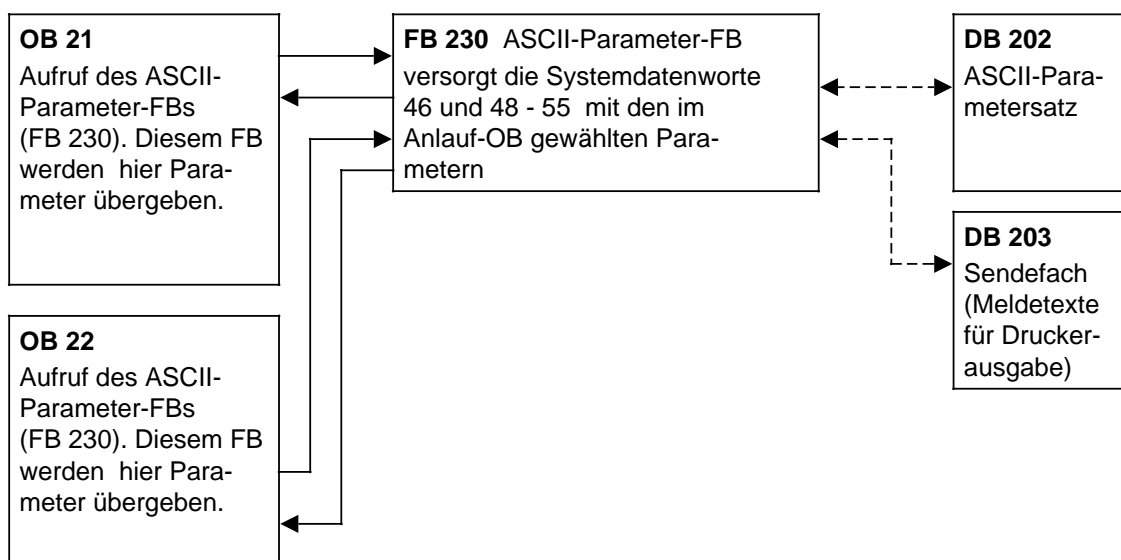 OB 21
Aufruf des ASCII-
Parameter-FBs
(FB 230). Diesem FB
werden hier Para-
meter übergeben.
FB 230 ASCII-Parameter-FB
versorgt die Systemdatenworte
46 und 48 - 55 mit den im
Anlauf-OB gewählten Para-
metern
DB 202
ASCII-Para-
metersatz
DB 203
Sendefach
(Meldetexte
für Drucker-
ausgabe)
OB 22
Aufruf des ASCII-
Parameter-FBs
(FB 230). Diesem FB
werden hier Para-
meter übergeben.